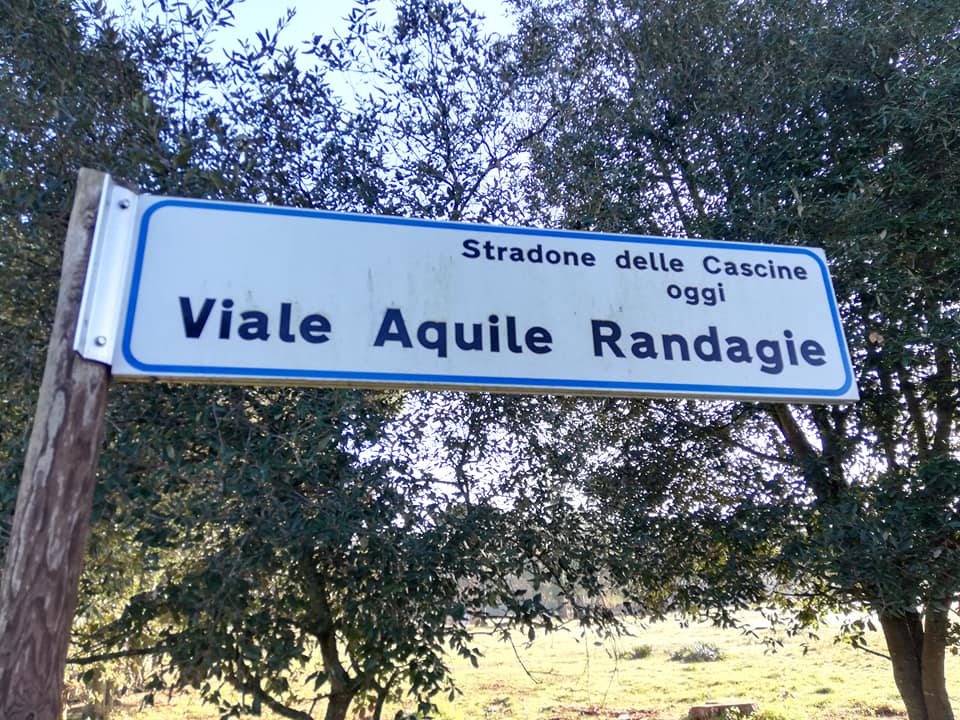 Stradone delle Cascine
oggi
Viale Aquile Randagie